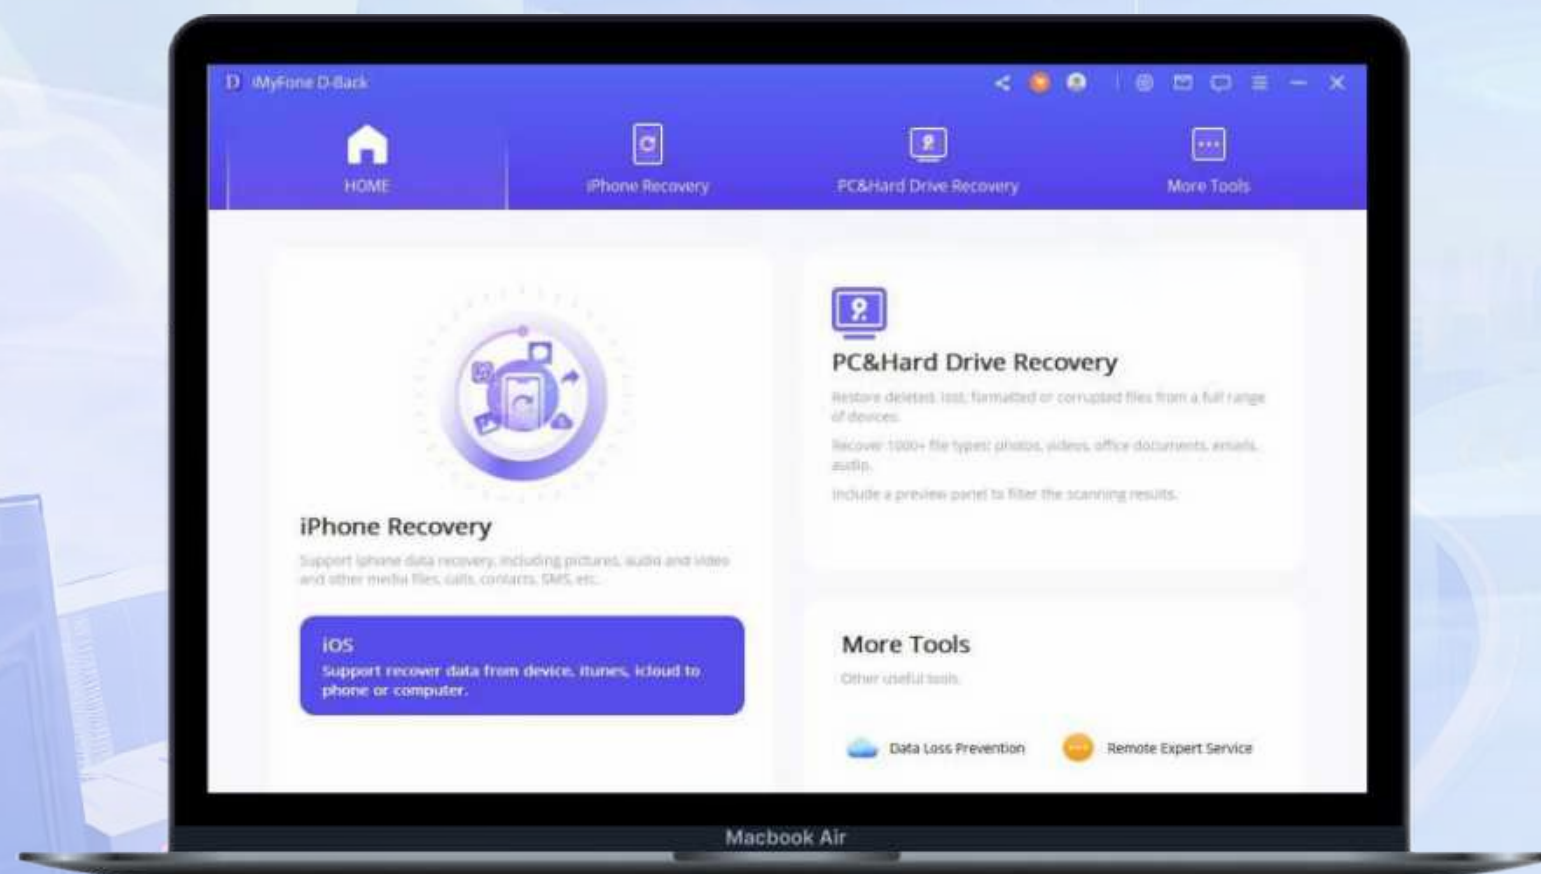 iMyFone D-Back
HOME
iPhone Recovery
PC&Hard Drive Recovery
More Tools
iPhone Recovery
Support iphone data recovery, including pictures, audio and video
and other media files, calls, contacts, SMS, etc.
iOS
Support recover data from device, itunes, icloud to
phone or computer.
PC&Hard Drive Recovery
Restore deleted, lost, formatted or corrupted files from a full range
of devices.
Recover 1000+ file types: photos, videos, office documents, emails,
audio.
Include a preview panel to filter the scanning results.
More Tools
Other useful tools.
Data Loss Prevention
Remote Expert Service
Macbook Air